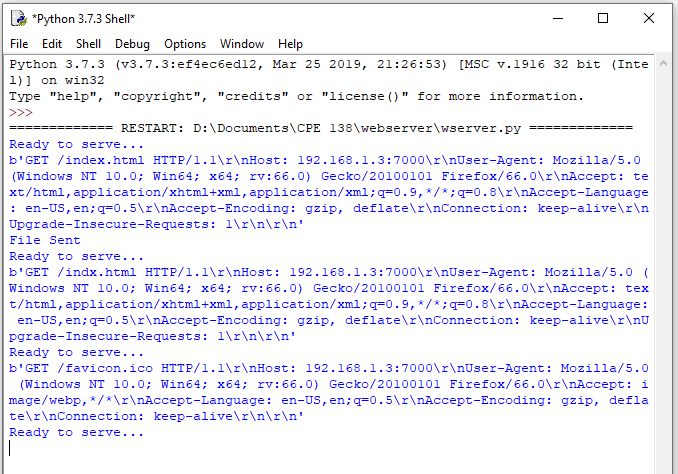 *Python 3.7.3 Shell*
File Edit Shell Debug Options Window Help
Python 3.7.3 (v3.7.3:ef4ec6ed12, Mar 25 2019, 21:26:53) [MSC v.1916 32 bit (Inte
l)] on win32
Type "help", "copyright", "credits" or "license()" for more information.
>>>
============= RESTART: D:\Documents\CPE 138\webserver\wserver.py =============
Ready to serve...
b'GET /index.html HTTP/1.1\r\nHost: 192.168.1.3:7000\r\nUser-Agent: Mozilla/5.0
(Windows NT 10.0; Win64; x64; rv:66.0) Gecko/20100101 Firefox/66.0\r\nAccept: te
xt/html,application/xhtml+xml,application/xml;q=0.9,*/*;q=0.8\r\nAccept-Language
: en-US,en;q=0.5\r\nAccept-Encoding: gzip, deflate\r\nConnection: keep-alive\r\n
Upgrade-Insecure-Requests: 1\r\n\r\n'
File Sent
Ready to serve...
b'GET /indx.html HTTP/1.1\r\nHost: 192.168.1.3:7000\r\nUser-Agent: Mozilla/5.0 (
Windows NT 10.0; Win64; x64; rv:66.0) Gecko/20100101 Firefox/66.0\r\nAccept: tex
t/html,application/xhtml+xml,application/xml;q=0.9,*/*;q=0.8\r\nAccept-Language:
 en-US,en;q=0.5\r\nAccept-Encoding: gzip, deflate\r\nConnection: keep-alive\r\nU
pgrade-Insecure-Requests: 1\r\n\r\n'
Ready to serve...
b'GET /favicon.ico HTTP/1.1\r\nHost: 192.168.1.3:7000\r\nUser-Agent: Mozilla/5.0
 (Windows NT 10.0; Win64; x64; rv:66.0) Gecko/20100101 Firefox/66.0\r\nAccept: i
mage/webp,*/*\r\nAccept-Language: en-US,en;q=0.5\r\nAccept-Encoding: gzip, defla
te\r\nConnection: keep-alive\r\n\r\n'
Ready to serve...